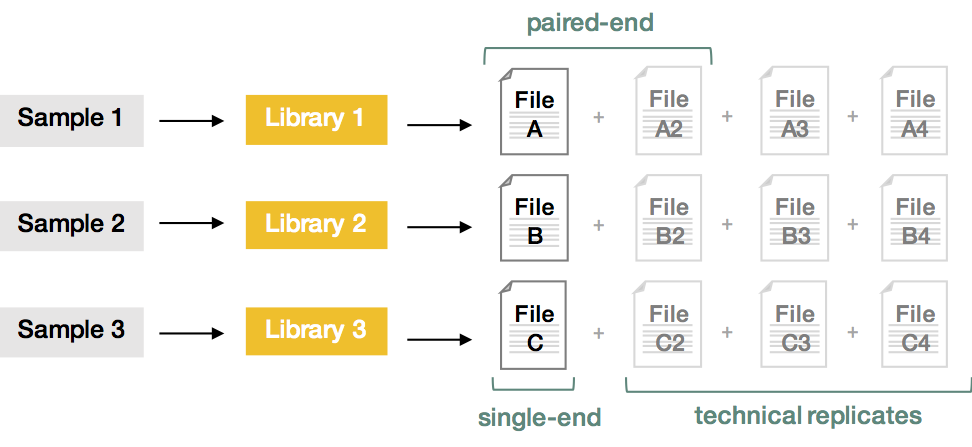 paired-end
Sample 1 Library 1 File A + File A2 + File A3 + File A4
Sample 2 Library 2 File B + File B2 + File B3 + File B4
Sample 3 Library 3 File C + File C2 + File C3 + File C4
single-end technical replicates